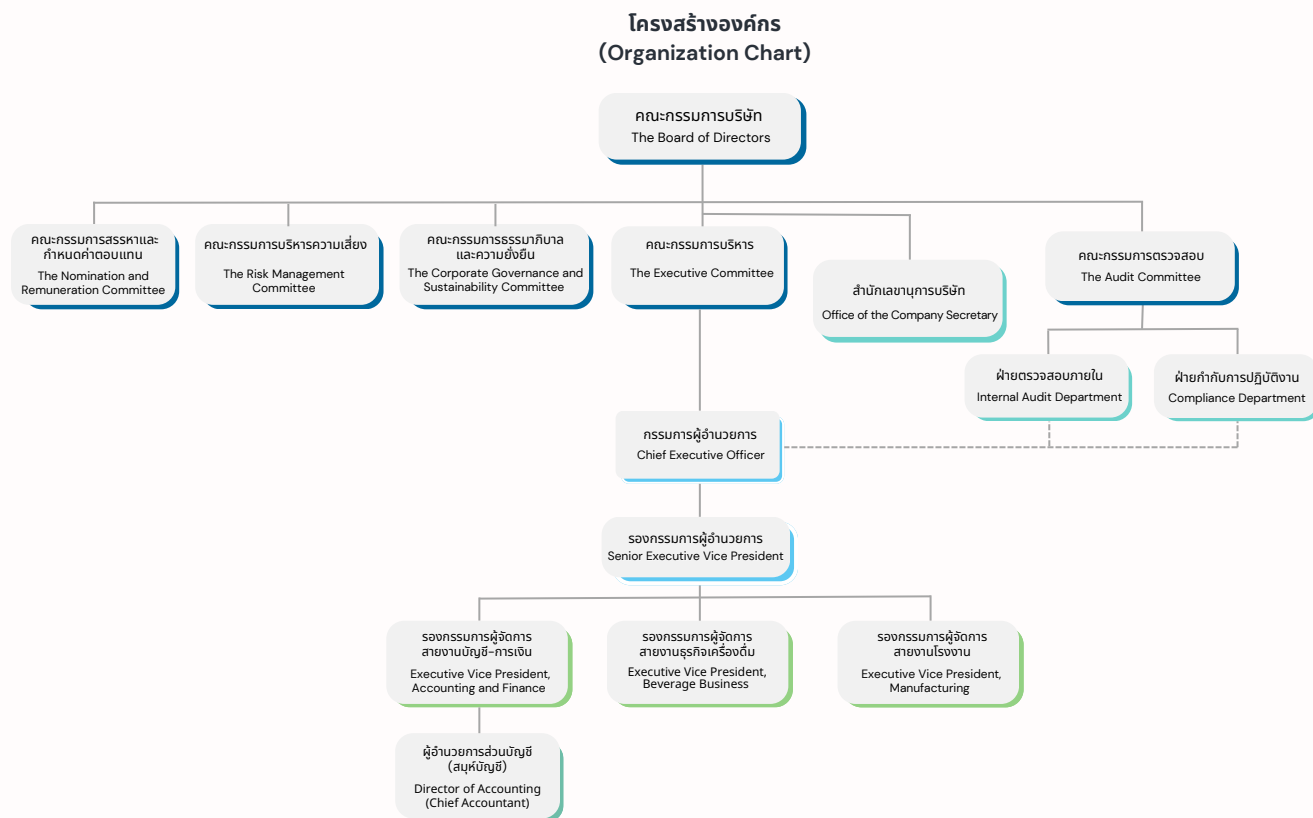 โครงสร้างองค์กร
(Organization Chart)
คณะกรรมการบริษัท
The Board of Directors
คณะกรรมการสรรหาและ
กำหนดค่าตอบแทน
The Nomination and
Remuneration Committee
คณะกรรมการบริหารความเสี่ยง
The Risk Management
Committee
คณะกรรมการธรรมาภิบาล
และความยั่งยืน
The Corporate Governance and
Sustainability Committee
คณะกรรมการบริหาร
The Executive Committee
สำนักเลขานุการบริษัท
Office of the Company Secretary
คณะกรรมการตรวจสอบ
The Audit Committee
ฝ่ายตรวจสอบภายใน
Internal Audit Department
ฝ่ายกำกับการปฏิบัติงาน
Compliance Department
กรรมการผู้อำนวยการ
Chief Executive Officer
รองกรรมการผู้อำนวยการ
Senior Executive Vice President
รองกรรมการผู้จัดการ
สายงานบัญชี-การเงิน
Executive Vice President,
Accounting and Finance
รองกรรมการผู้จัดการ
สายงานธุรกิจเครื่องดื่ม
Executive Vice President,
Beverage Business
รองกรรมการผู้จัดการ
สายงานโรงงาน
Executive Vice President,
Manufacturing
ผู้อำนวยการส่วนบัญชี
(สมุห์บัญชี)
Director of Accounting
(Chief Accountant)